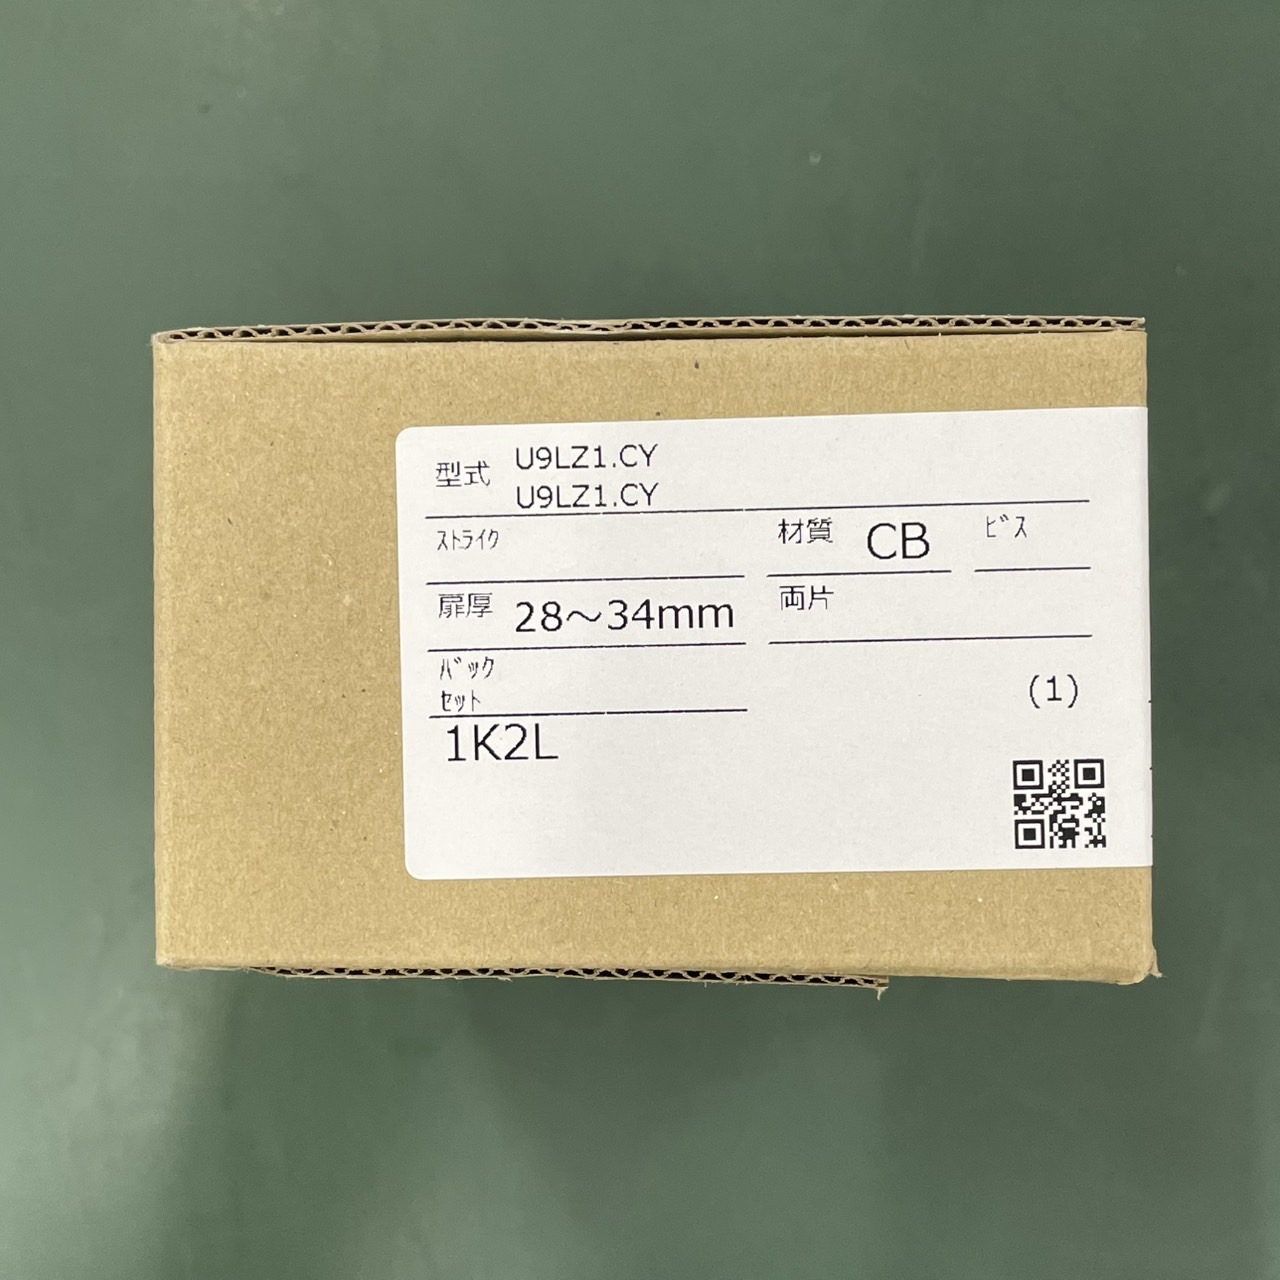 型式 U9LZ1.CY
U9LZ1.CY
ｽﾄﾗｲｸ 材質 CB ﾋﾞｽ
扉厚 28～34mm 両片
ﾊﾞｯｸ
ｾｯﾄ
(1)
1K2L